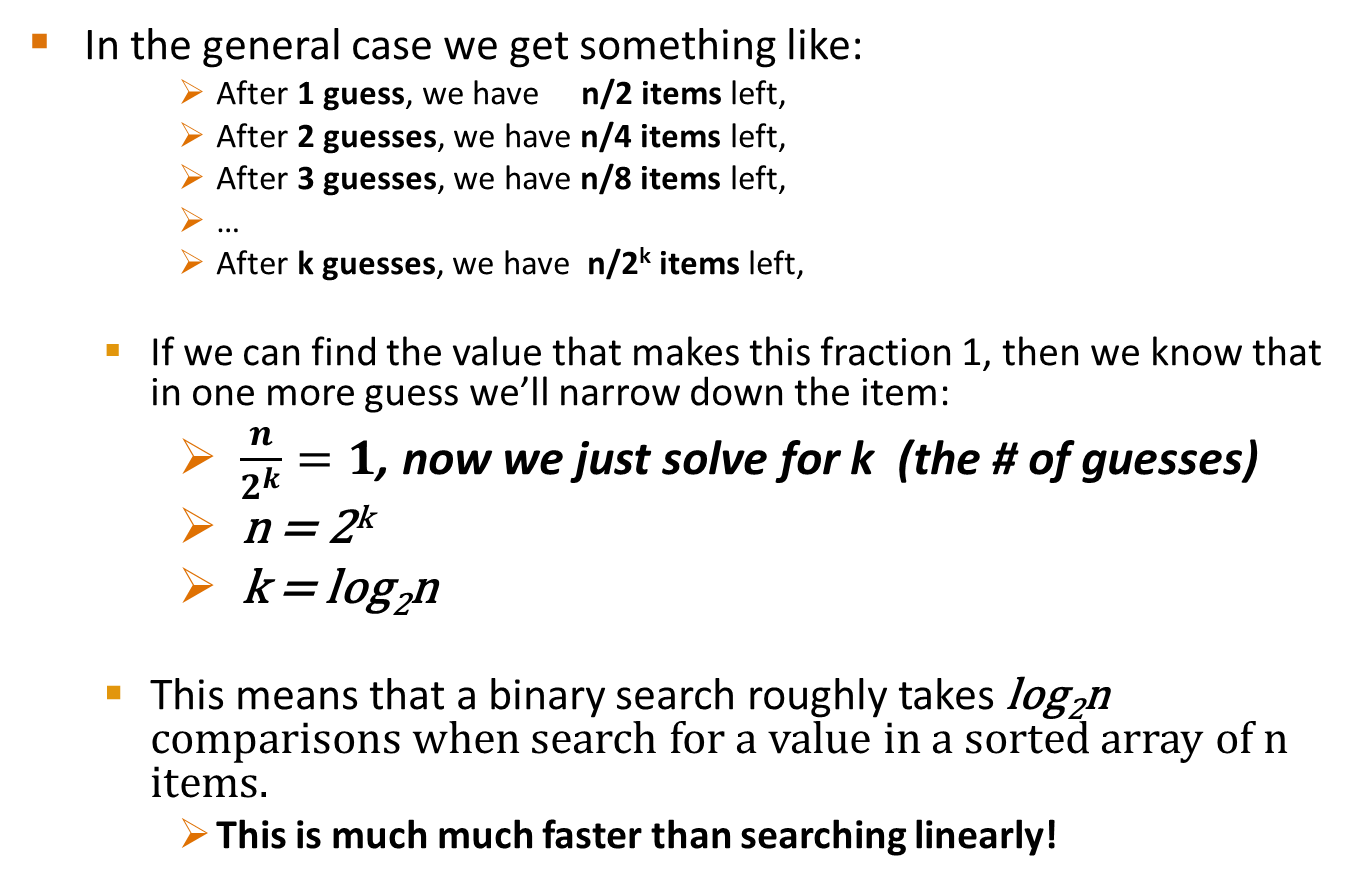 In the general case we get something like:
After 1 guess, we have n/2 items left,
After 2 guesses, we have n/4 items left,
After 3 guesses, we have n/8 items left,
…
After k guesses, we have n/2ᵏ items left,
If we can find the value that makes this fraction 1, then we know that
in one more guess we’ll narrow down the item:
n/2ᵏ = 1, now we just solve for k (the # of guesses)
n = 2ᵏ
k = log₂n
This means that a binary search roughly takes log₂n
comparisons when search for a value in a sorted array of n
items.
This is much much faster than searching linearly!